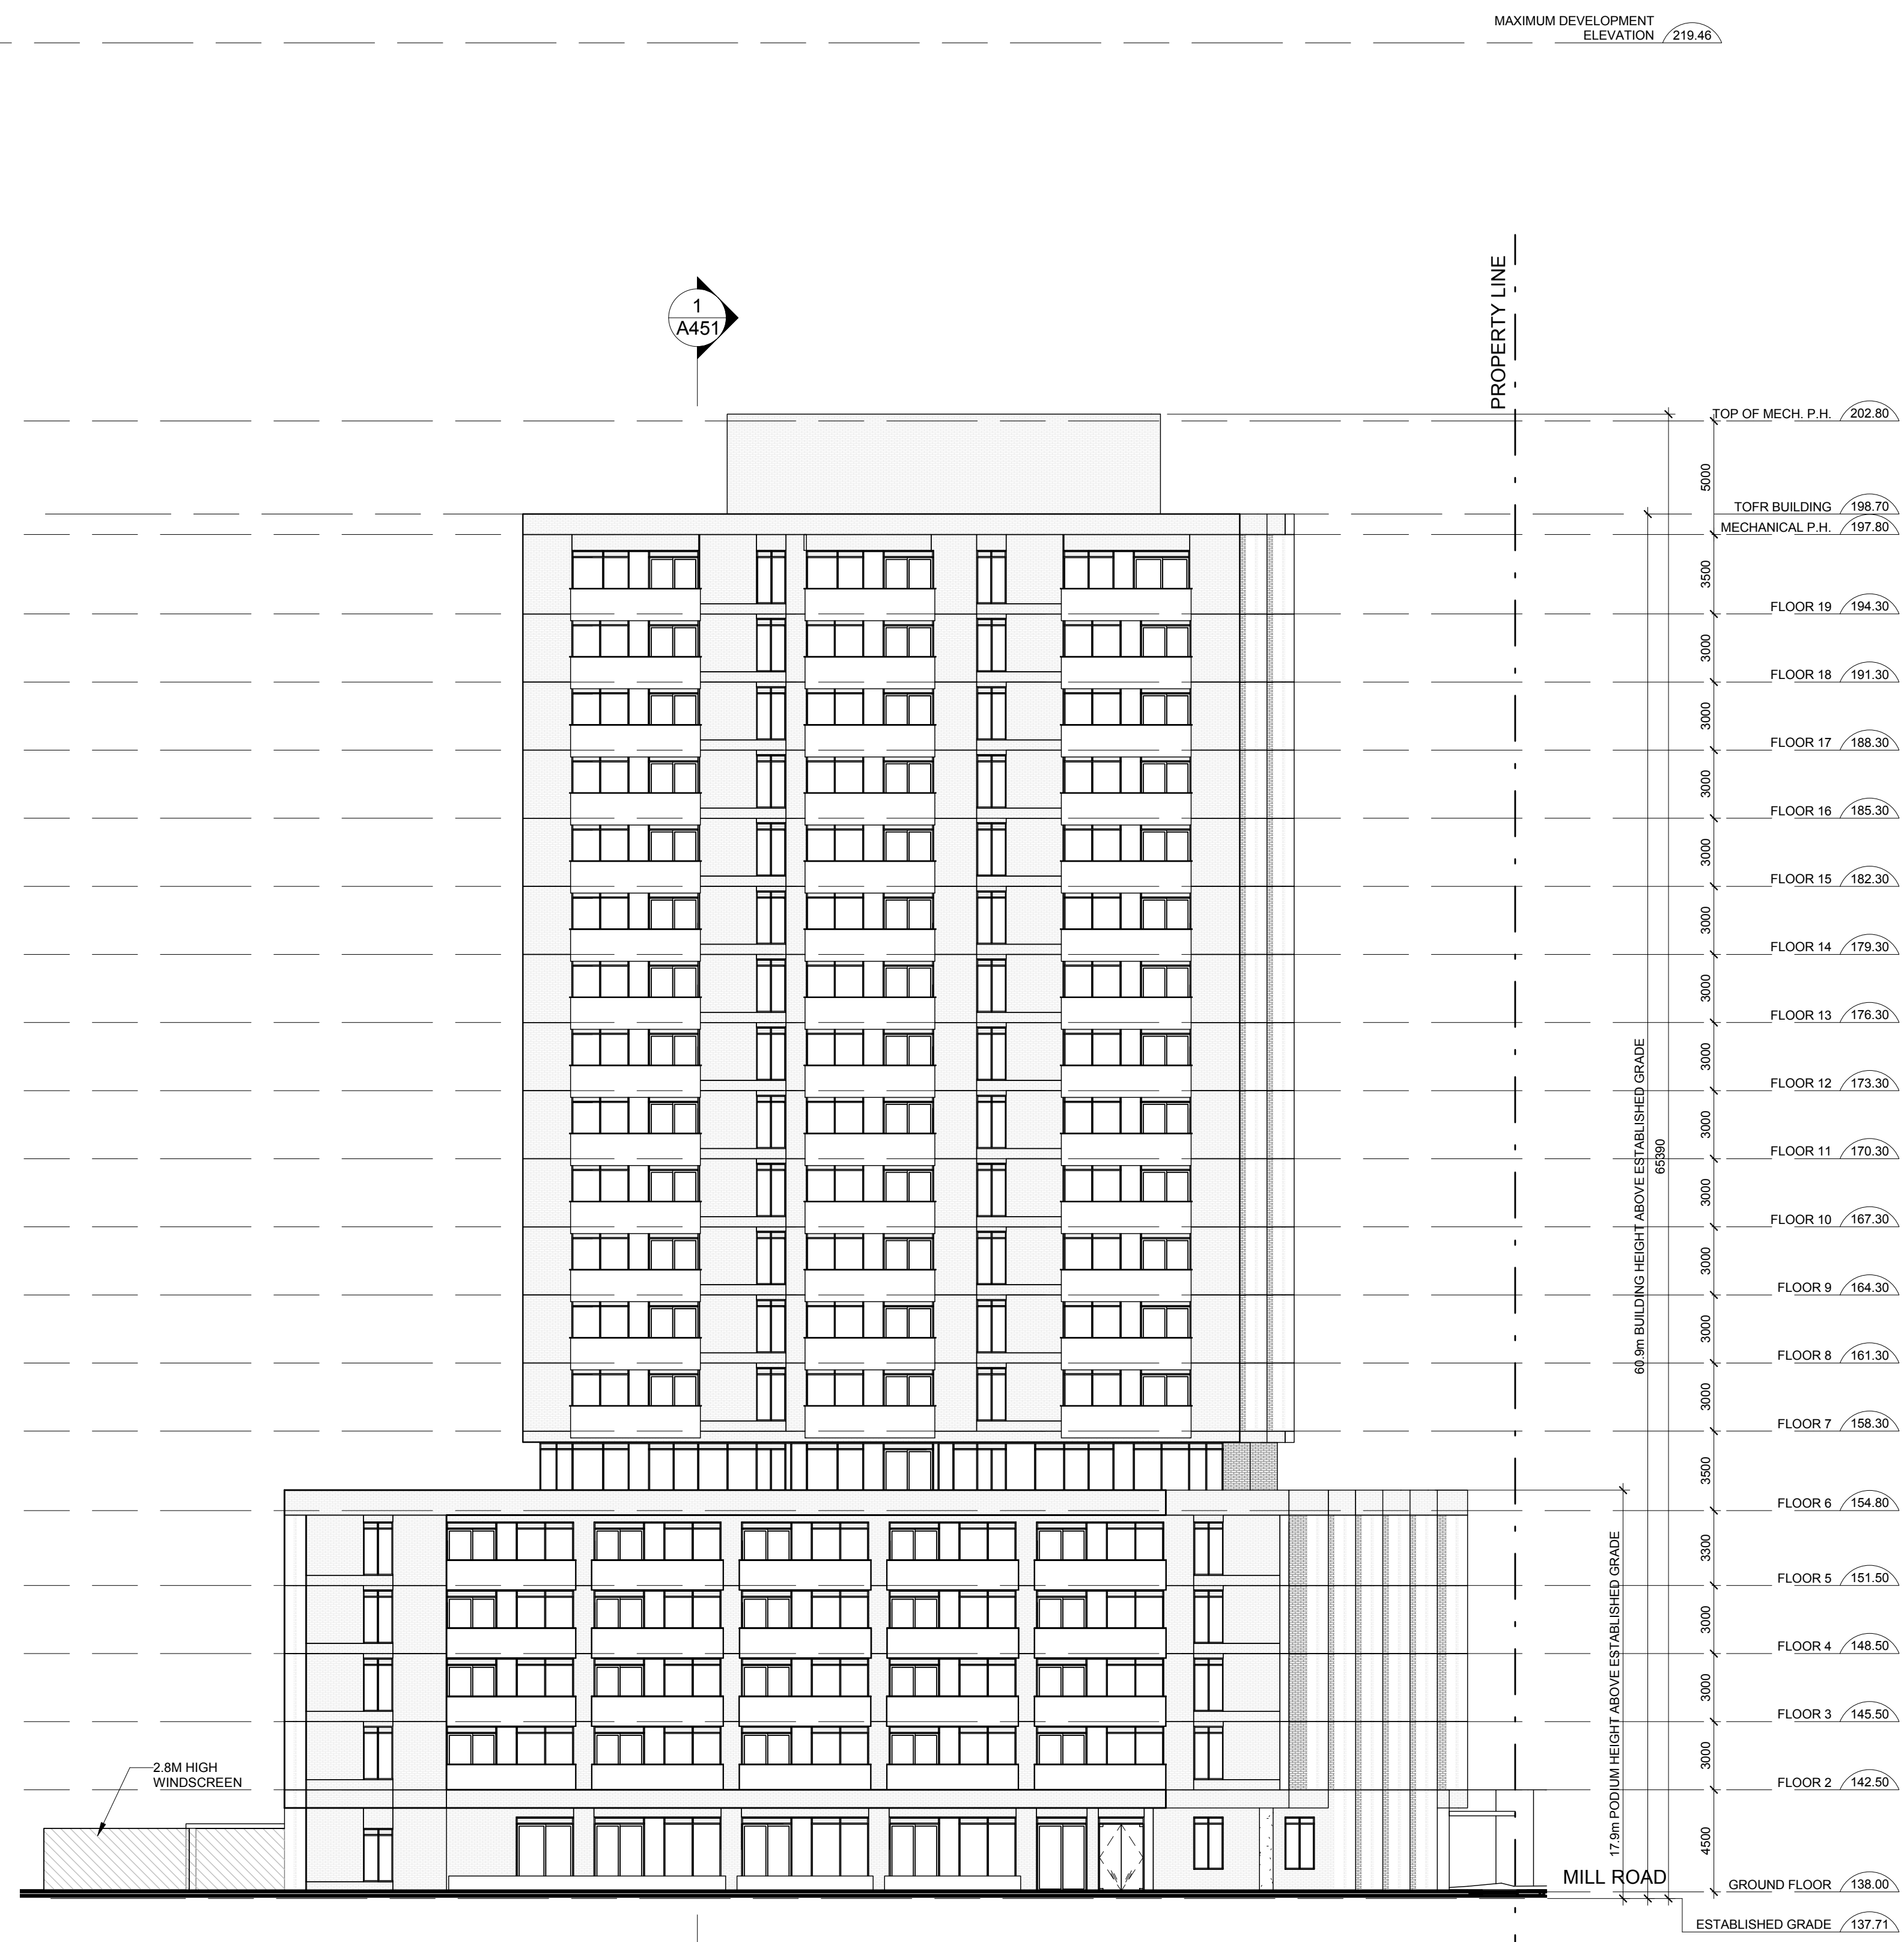 MAXIMUM DEVELOPMENT
ELEVATION 219.46
PROPERTY LINE
1
A451
TOP OF MECH. P.H. 202.80
5000
TOFR BUILDING 198.70
MECHANICAL P.H. 197.80
3500
FLOOR 19 194.30
3000
FLOOR 18 191.30
3000
FLOOR 17 188.30
3000
FLOOR 16 185.30
3000
FLOOR 15 182.30
3000
FLOOR 14 179.30
3000
FLOOR 13 176.30
3000
FLOOR 12 173.30
3000
FLOOR 11 170.30
3000
FLOOR 10 167.30
3000
FLOOR 9 164.30
3000
FLOOR 8 161.30
3000
FLOOR 7 158.30
3500
FLOOR 6 154.80
3300
FLOOR 5 151.50
3000
FLOOR 4 148.50
3000
FLOOR 3 145.50
3000
FLOOR 2 142.50
4500
GROUND FLOOR 138.00
ESTABLISHED GRADE 137.71
60.9m BUILDING HEIGHT ABOVE ESTABLISHED GRADE
65390
17.9m PODIUM HEIGHT ABOVE ESTABLISHED GRADE
2.8M HIGH
WINDSCREEN
MILL ROAD